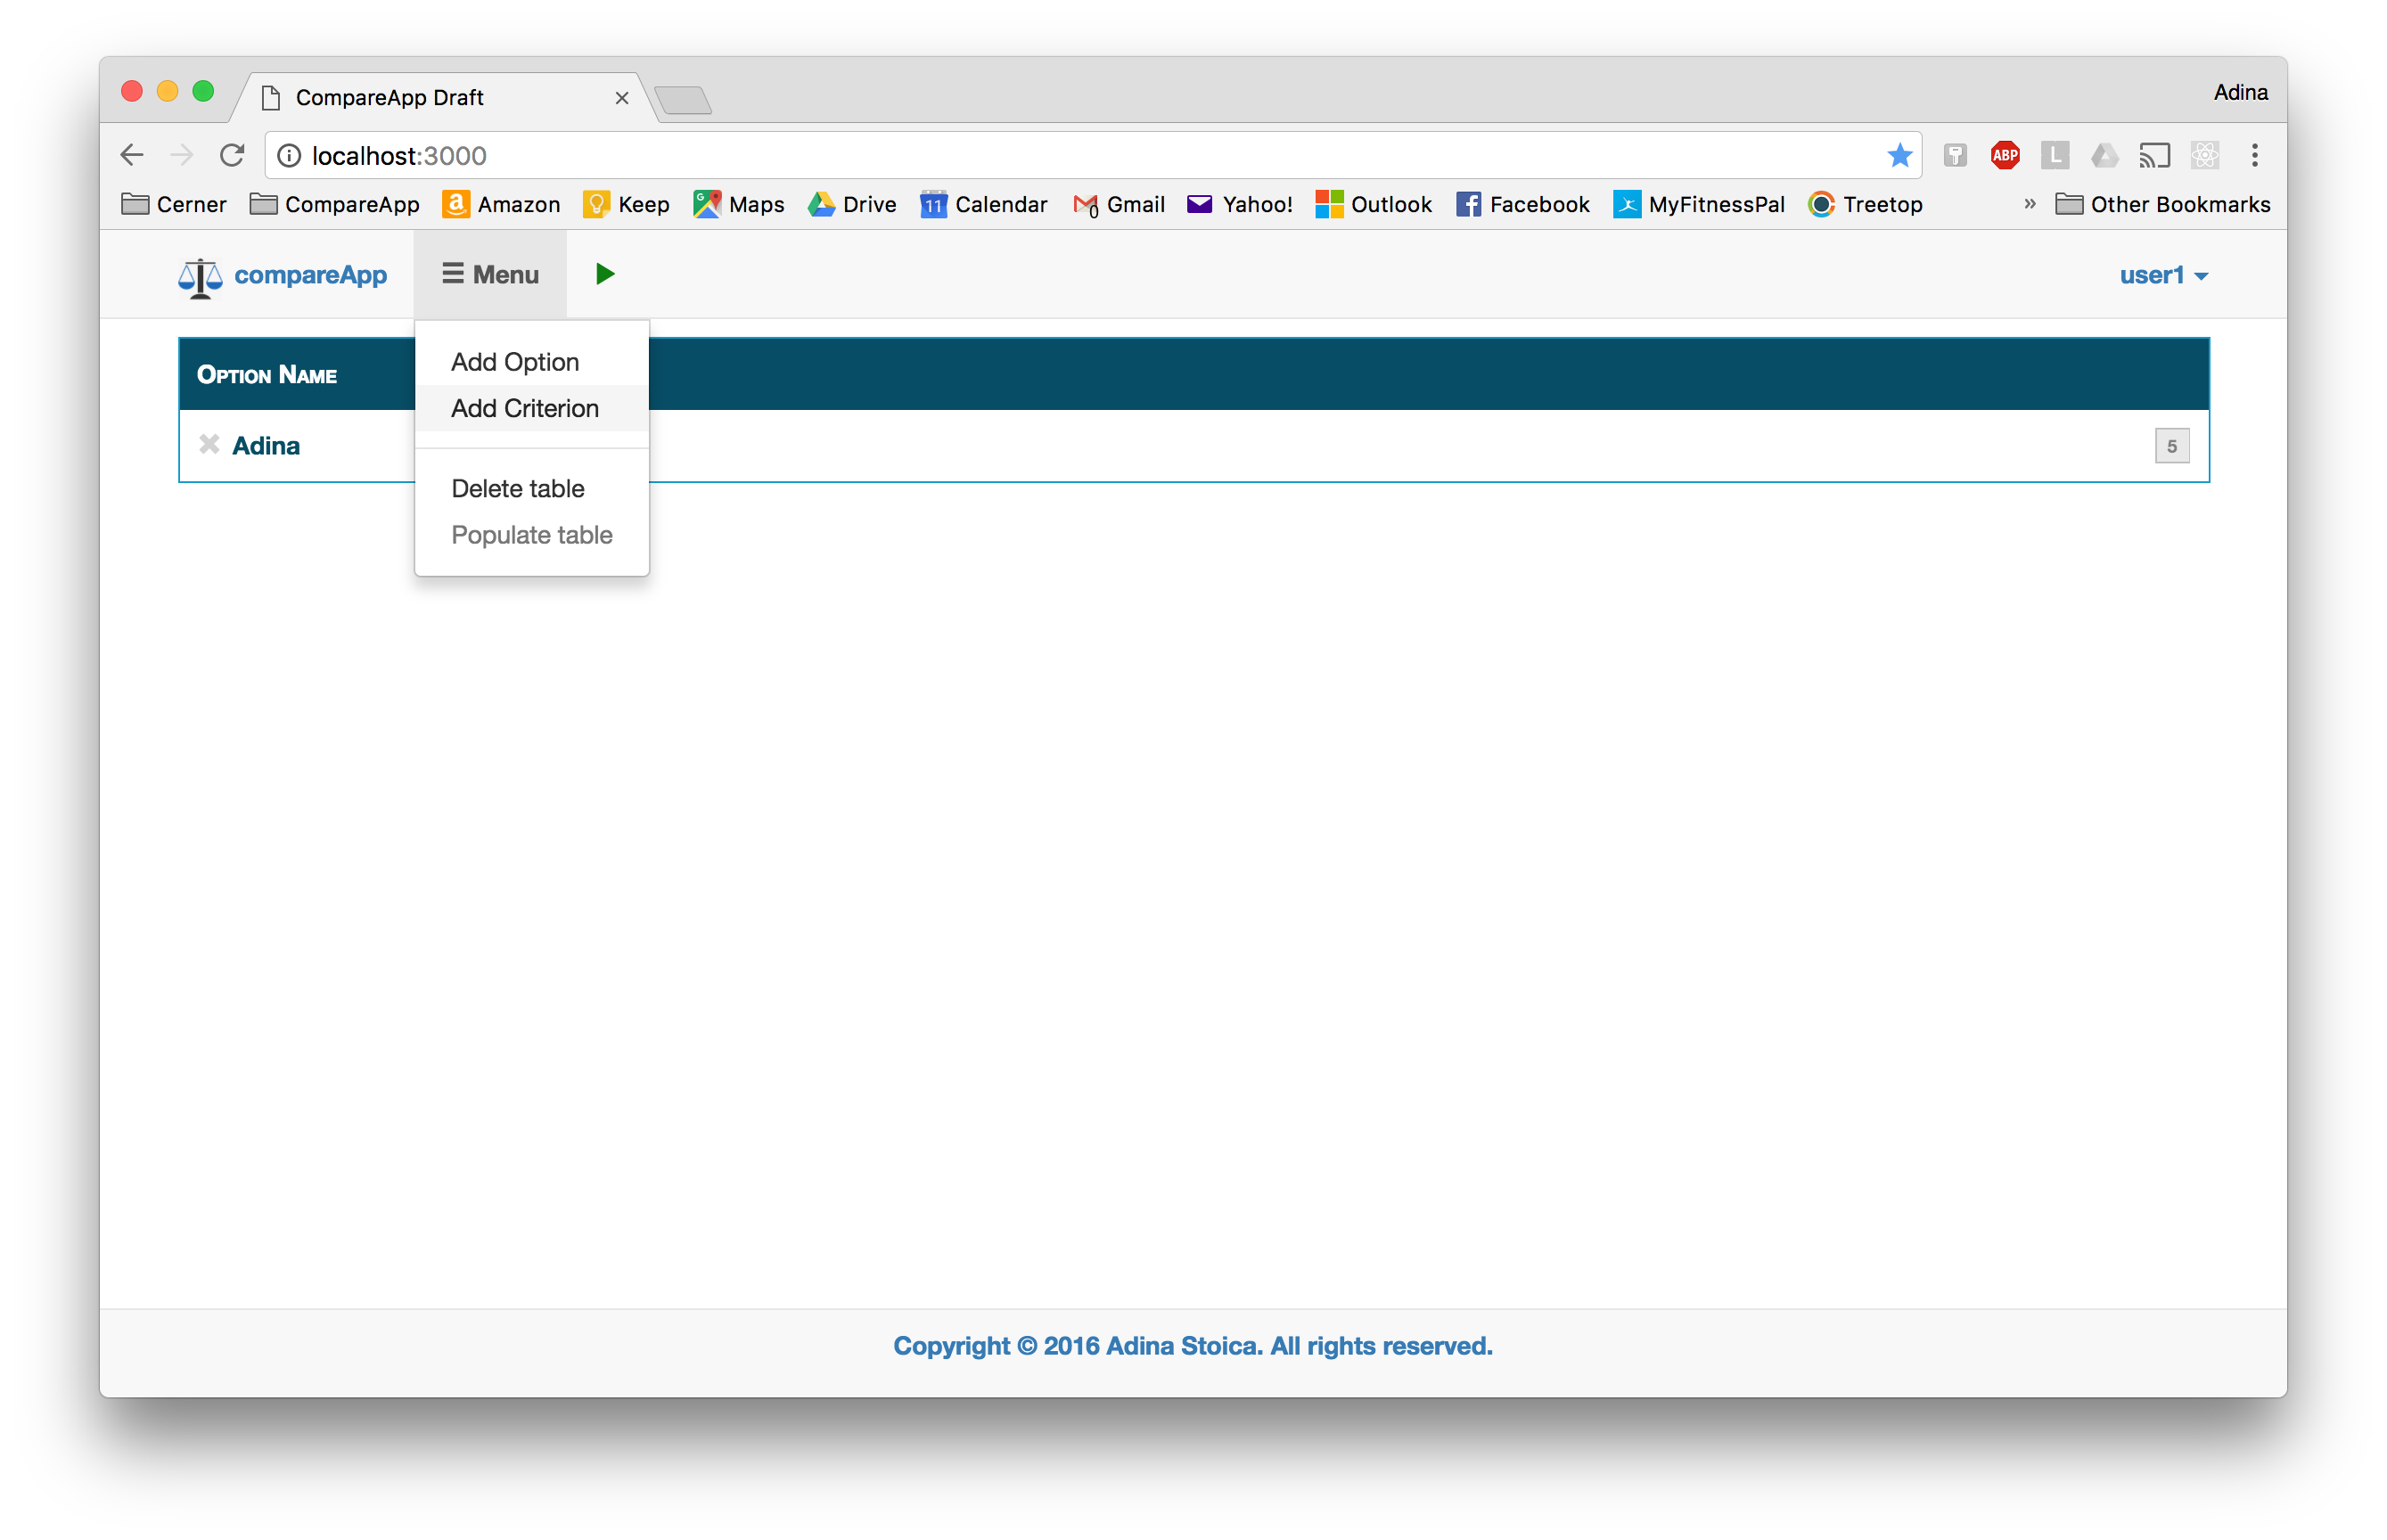 CompareApp Draft
Adina
localhost:3000
ABP
L
Cerner CompareApp Amazon Keep Maps Drive 11 Calendar Gmail Yahoo! Outlook Facebook MyFitnessPal Treetop » Other Bookmarks
compareApp Menu user1
Option Name
Add Option
Add Criterion
Adina 5
Delete table
Populate table
Copyright © 2016 Adina Stoica. All rights reserved.